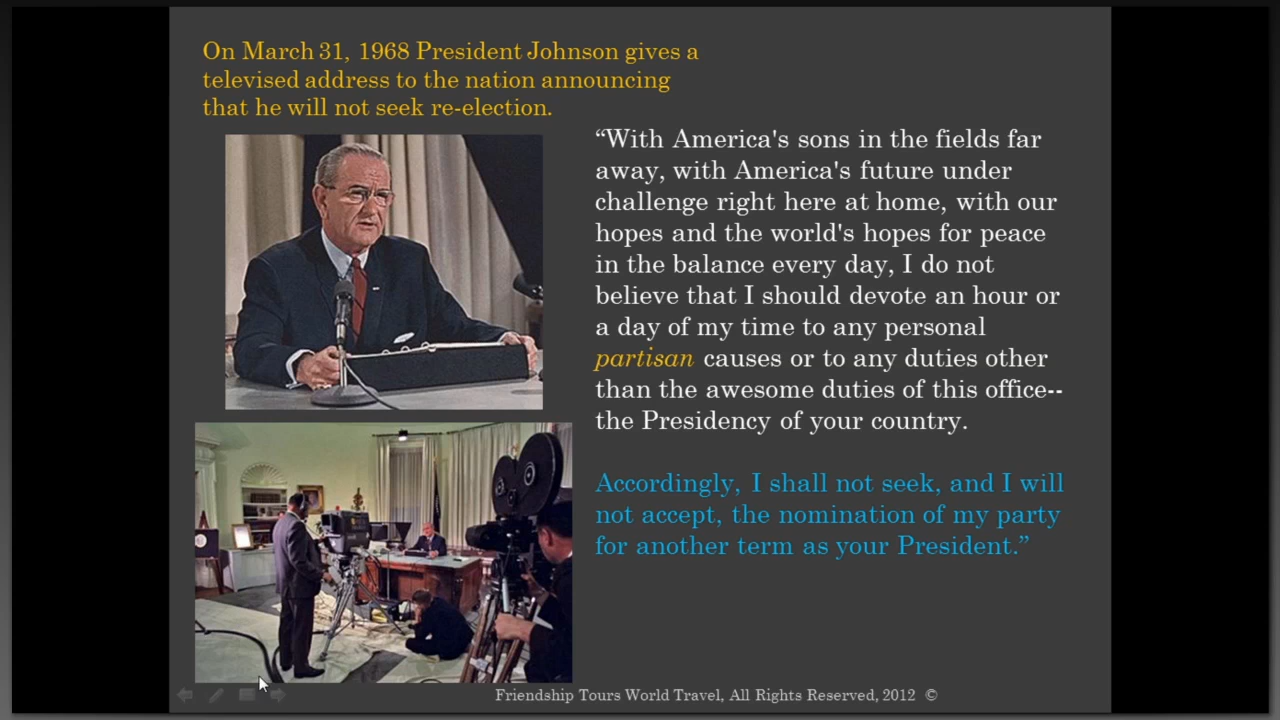 On March 31, 1968 President Johnson gives a
televised address to the nation announcing
that he will not seek re-election.
“With America's sons in the fields far
away, with America's future under
challenge right here at home, with our
hopes and the world's hopes for peace
in the balance every day, I do not
believe that I should devote an hour or
a day of my time to any personal
partisan causes or to any duties other
than the awesome duties of this office--
the Presidency of your country.
Accordingly, I shall not seek, and I will
not accept, the nomination of my party
for another term as your President.”
Friendship Tours World Travel, All Rights Reserved, 2012 ©